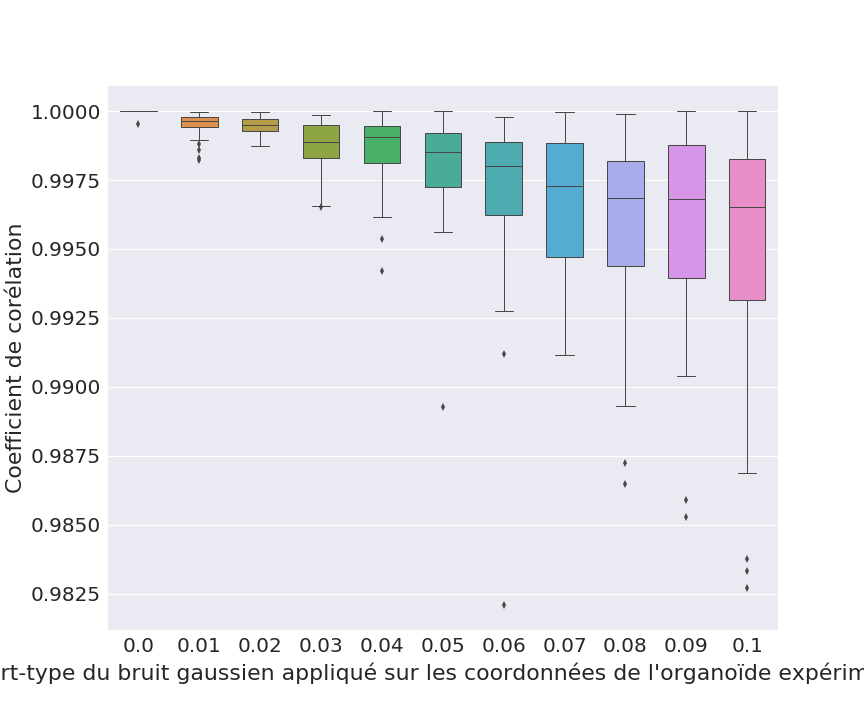 Coefficient de corélation
1.0000
0.9975
0.9950
0.9925
0.9900
0.9875
0.9850
0.9825
0.0 0.01 0.02 0.03 0.04 0.05 0.06 0.07 0.08 0.09 0.1
rt-type du bruit gaussien appliqué sur les coordonnées de l'organoïde expérim